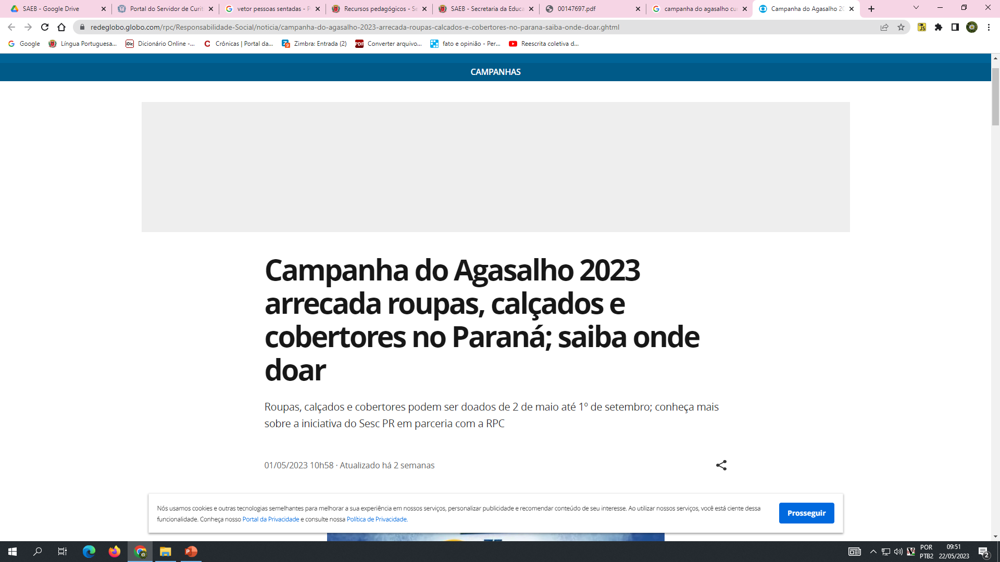 SAEB - Google Drive
Portal do Servidor de Curit
vetor pessoas sentadas - P
Recursos pedagógicos - Se
SAEB - Secretaria da Educa
00147697.pdf
campanha do agasalho cu
Campanha do Agasalho 20
redeglobo.globo.com/rpc/Responsabilidade-Social/noticia/campanha-do-agasalho-2023-arrecada-roupas-calcados-e-cobertores-no-parana-saiba-onde-doar.ghtml
Google
Língua Portuguesa...
Dicionário Online -...
Crônicas | Portal da...
Zimbra: Entrada (2)
Converter arquivo...
fato e opinião - Per...
Reescrita coletiva d...
CAMPANHAS
Campanha do Agasalho 2023
arrecada roupas, calçados e
cobertores no Paraná; saiba onde
doar
Roupas, calçados e cobertores podem ser doados de 2 de maio até 1º de setembro; conheça mais
sobre a iniciativa do Sesc PR em parceria com a RPC
01/05/2023 10h58 · Atualizado há 2 semanas
Nós usamos cookies e outras tecnologias semelhantes para melhorar a sua experiência em nossos serviços, personalizar publicidade e recomendar conteúdo de seu interesse. Ao utilizar nossos serviços, você está ciente dessa
funcionalidade. Conheça nosso Portal da Privacidade e consulte nossa Política de Privacidade.
Prosseguir
POR
PTB2
09:51
22/05/2023
2